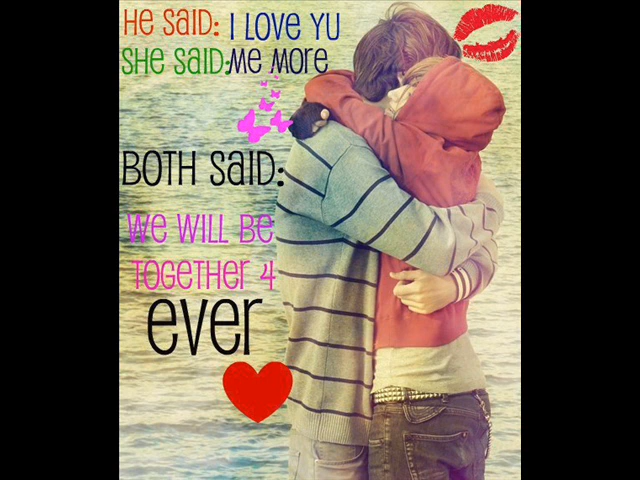 He said: I LOVE YU
She said:Me More
Both said:
We will be
together 4
ever